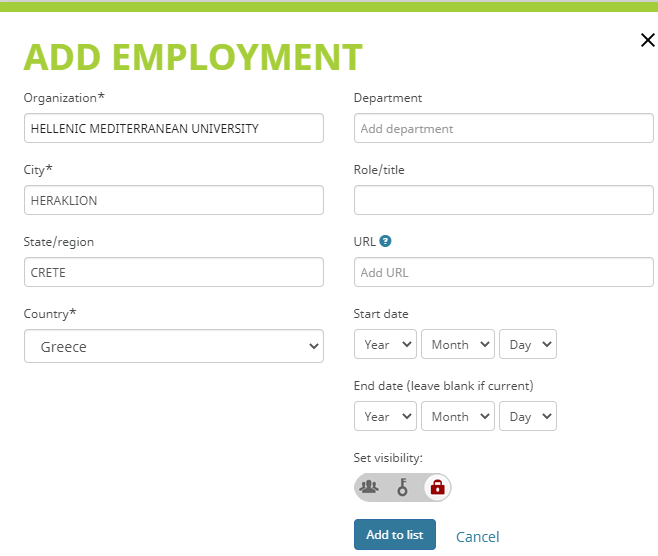 ADD EMPLOYMENT
Organization*
HELLENIC MEDITERRANEAN UNIVERSITY
City*
HERAKLION
State/region
CRETE
Country*
Greece
Department
Add department
Role/title
URL ?
Add URL
Start date
Year Month Day
End date (leave blank if current)
Year Month Day
Set visibility:
Add to list Cancel